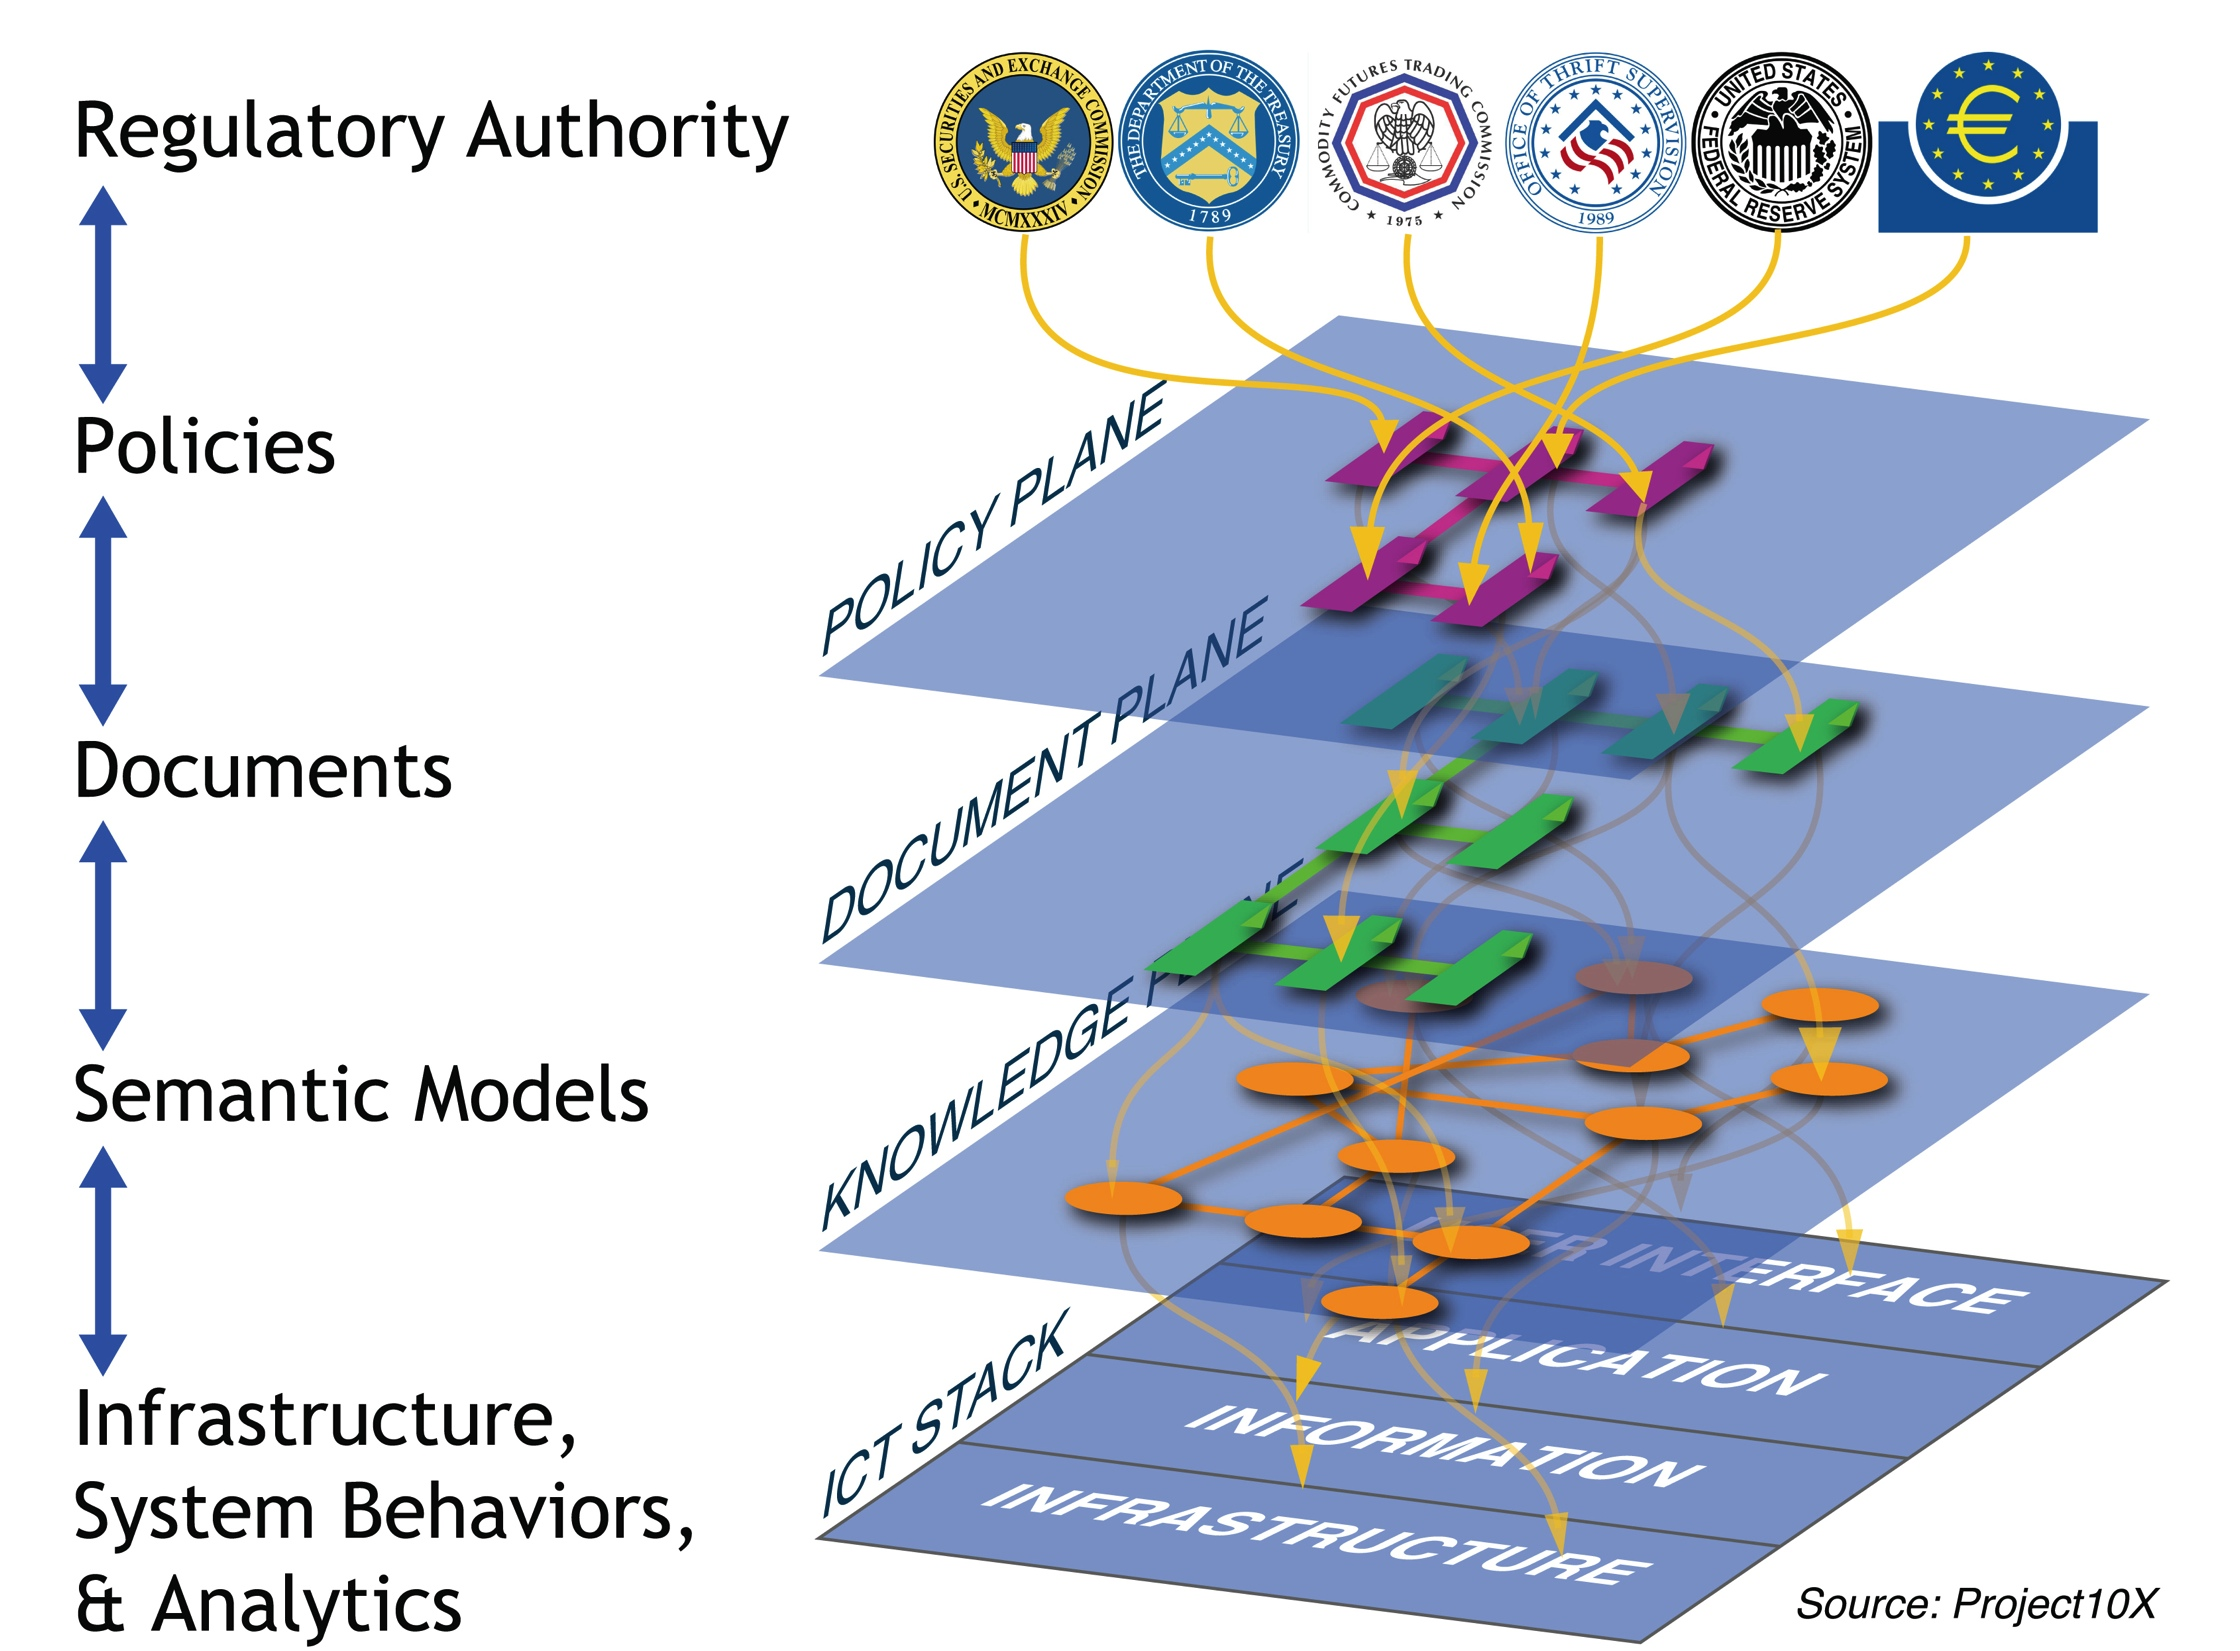 Regulatory Authority
Policies
Documents
Semantic Models
Infrastructure,
System Behaviors,
& Analytics
U.S. SECURITIES AND EXCHANGE COMMISSION
MCMXXXIV
THE DEPARTMENT OF THE TREASURY
1789
COMMODITY FUTURES TRADING COMMISSION
1975
OFFICE OF THRIFT SUPERVISION
1989
UNITED STATES
FEDERAL RESERVE SYSTEM
€
POLICY PLANE
DOCUMENT PLANE
KNOWLEDGE PLANE
ICT STACK
INTERFACE
APPLICATION
INFORMATION
INFRASTRUCTURE
Source: Project10X